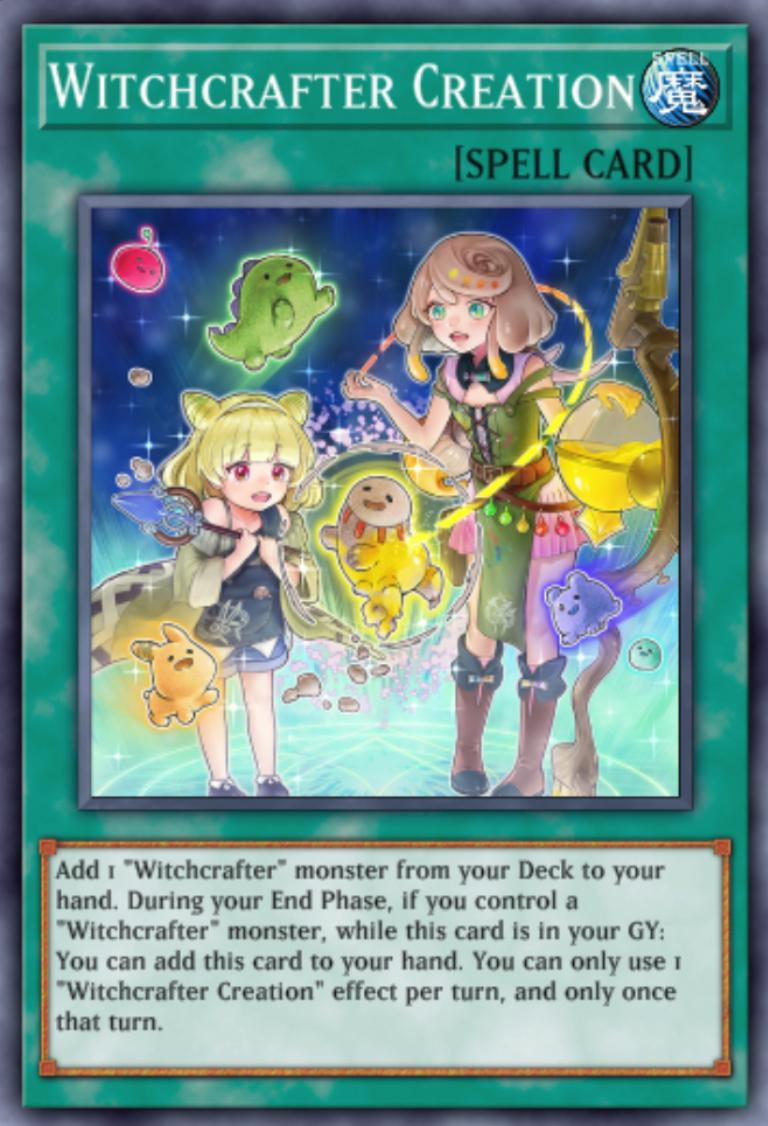 WITCHCRAFTER CREATION
SPELL
魔
[SPELL CARD]
Add 1 "Witchcrafter" monster from your Deck to your
hand. During your End Phase, if you control a
"Witchcrafter" monster, while this card is in your GY:
You can add this card to your hand. You can only use 1
"Witchcrafter Creation" effect per turn, and only once
that turn.